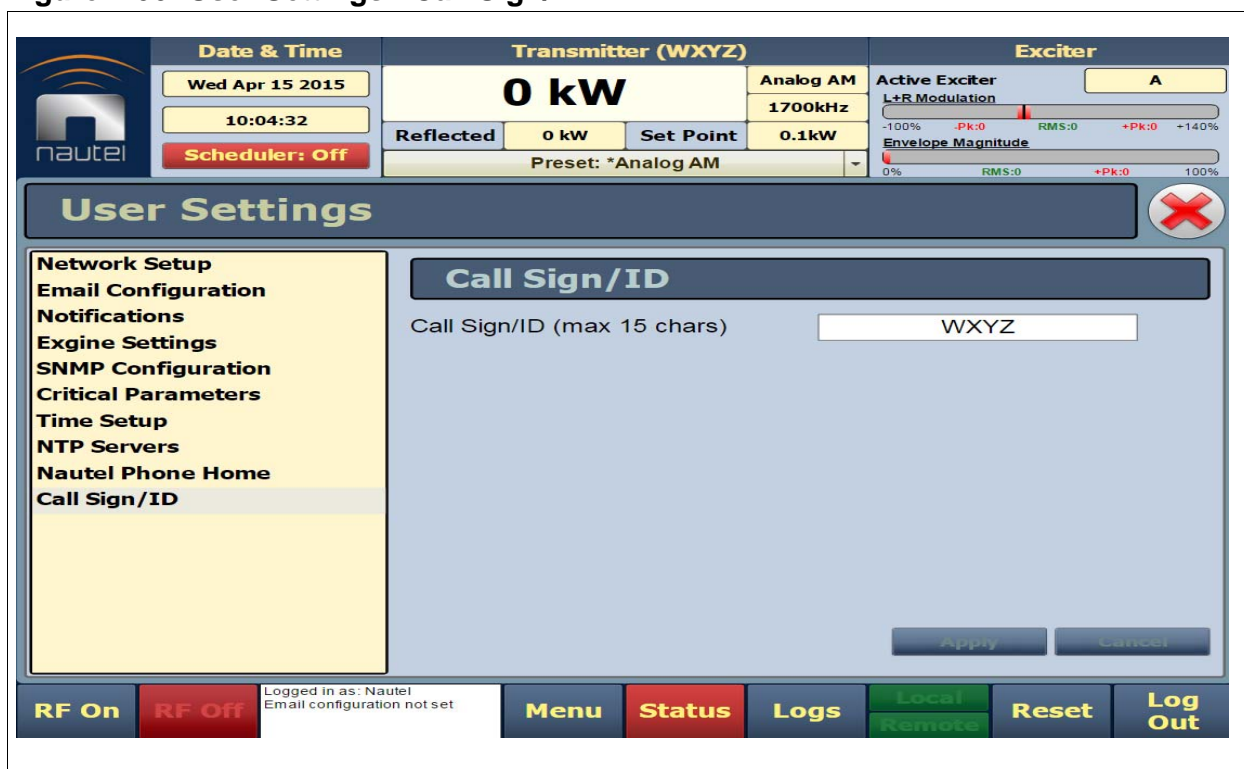 Date & Time
Transmitter (WXYZ)
Exciter
nautel
Wed Apr 15 2015
10:04:32
Scheduler: Off
0 kW
Analog AM
1700kHz
Reflected
0 kW
Set Point
0.1kW
Preset: *Analog AM
Active Exciter
A
L+R Modulation
-100% -Pk:0 RMS:0 +Pk:0 +140%
Envelope Magnitude
0% RMS:0 +Pk:0 100%
User Settings
Network Setup
Email Configuration
Notifications
Exgine Settings
SNMP Configuration
Critical Parameters
Time Setup
NTP Servers
Nautel Phone Home
Call Sign/ID
Call Sign/ID
Call Sign/ID (max 15 chars)
WXYZ
Apply
Cancel
RF On
RF Off
Logged in as: Nautel
Email configuration not set
Menu
Status
Logs
Local
Remote
Reset
Log
Out